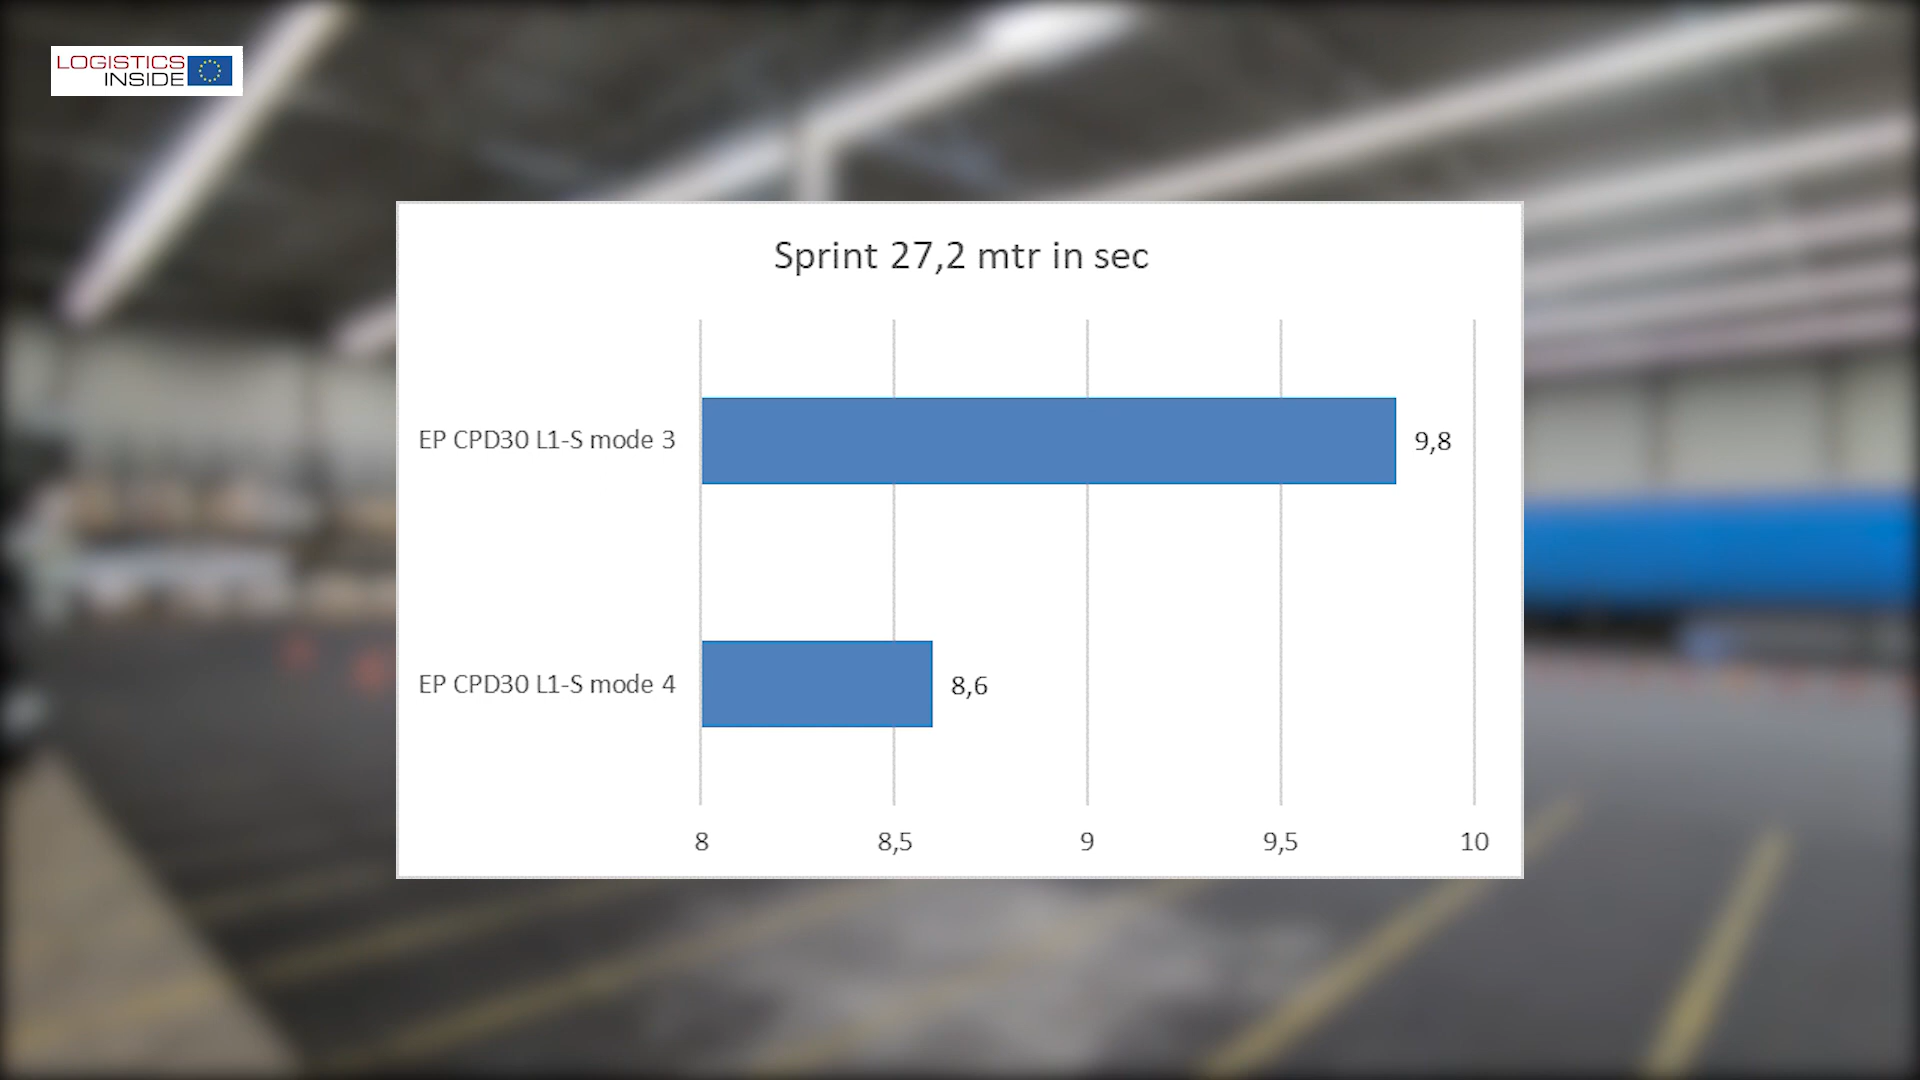 LOGISTICS
INSIDE
Sprint 27,2 mtr in sec
EP CPD30 L1-S mode 3
9,8
EP CPD30 L1-S mode 4
8,6
8 8,5 9 9,5 10